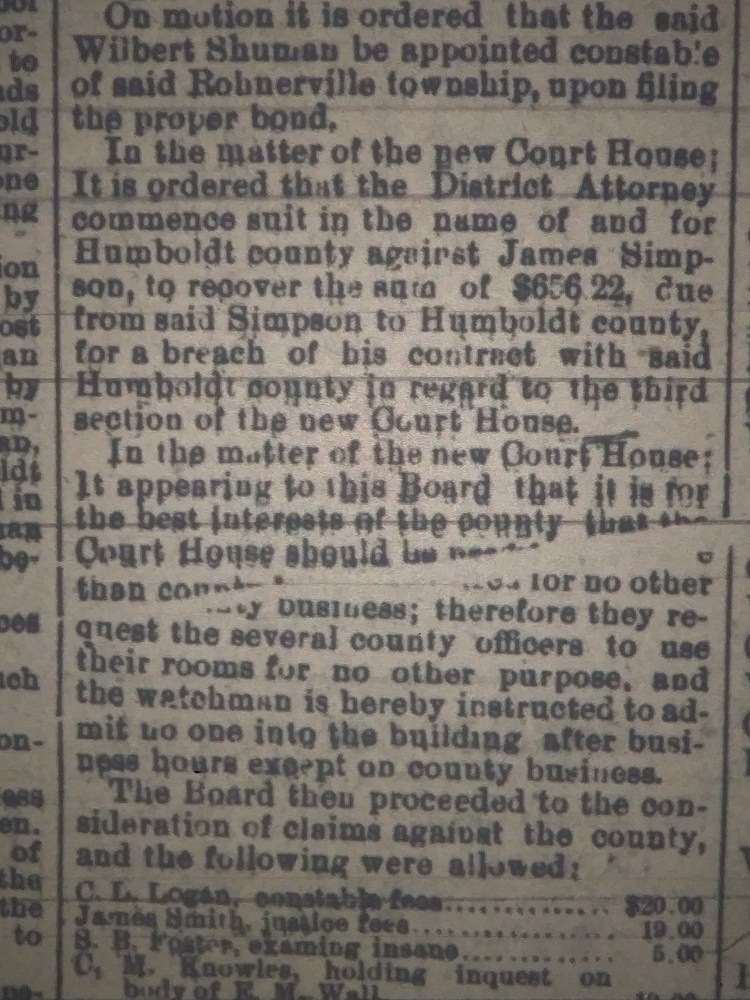 On motion it is ordered that the said
Wilbert Shuman be appointed constable
of said Rohnerville township, upon filing
the proper bond.
In the matter of the new Court House;
It is ordered that the District Attorney
commence suit in the name of and for
Humboldt county against James Simp-
son, to recover the sum of $656.22, due
from said Simpson to Humboldt county,
for a breach of his contract with said
Humboldt county in regard to the third
section of the new Court House.
In the matter of the new Court House;
It appearing to this Board that it is for
the best interests of the county that the
Court House should be
than for no other
business; therefore they re-
quest the several county officers to use
their rooms for no other purpose, and
the watchman is hereby instructed to ad-
mit no one into the building after busi-
ness hours except on county business.
The Board then proceeded to the con-
sideration of claims against the county,
and the following were allowed:
C. L. Logan, constable fees.............. $20.00
James Smith, justice fees................ 19.00
S. B. Foster, examing insane............. 5.00
C. M. Knowles, holding inquest on
body of E. M. Wall